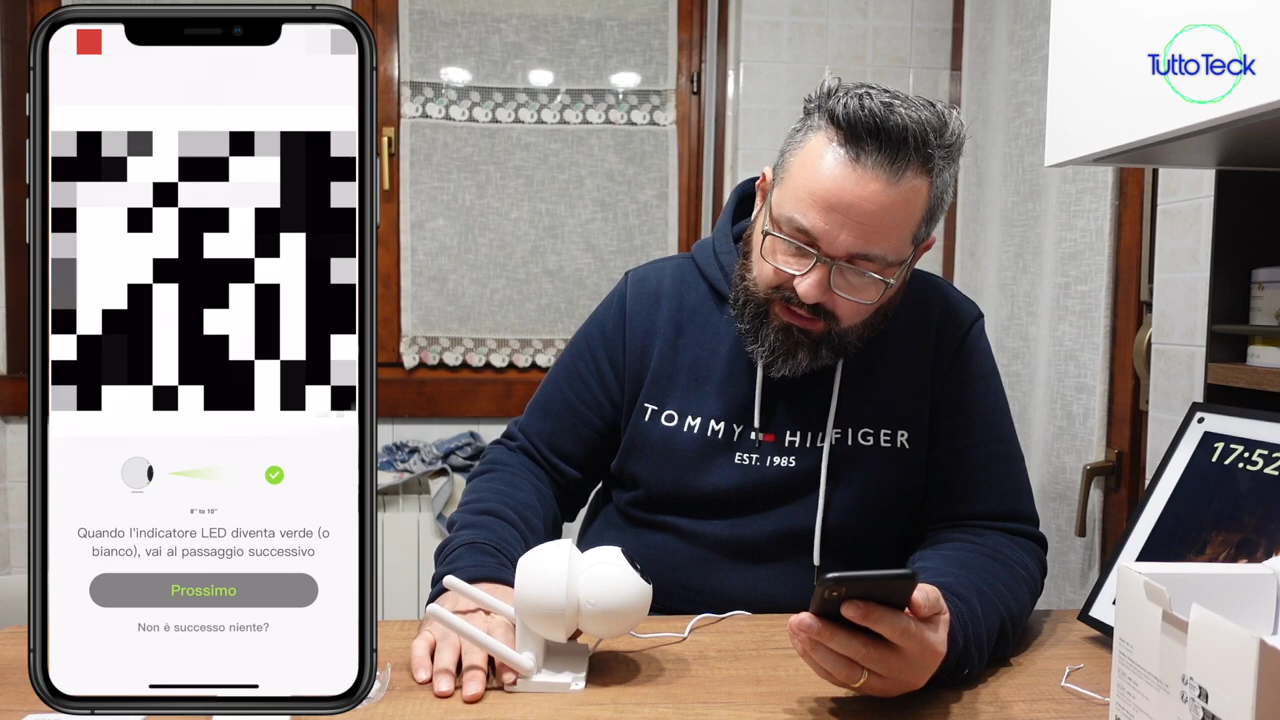 TuttoTeck
8" to 10"
Quando l'indicatore LED diventa verde (o
bianco), vai al passaggio successivo
Prossimo
Non è successo niente?
TOMMY HILFIGER
EST. 1985
17:52